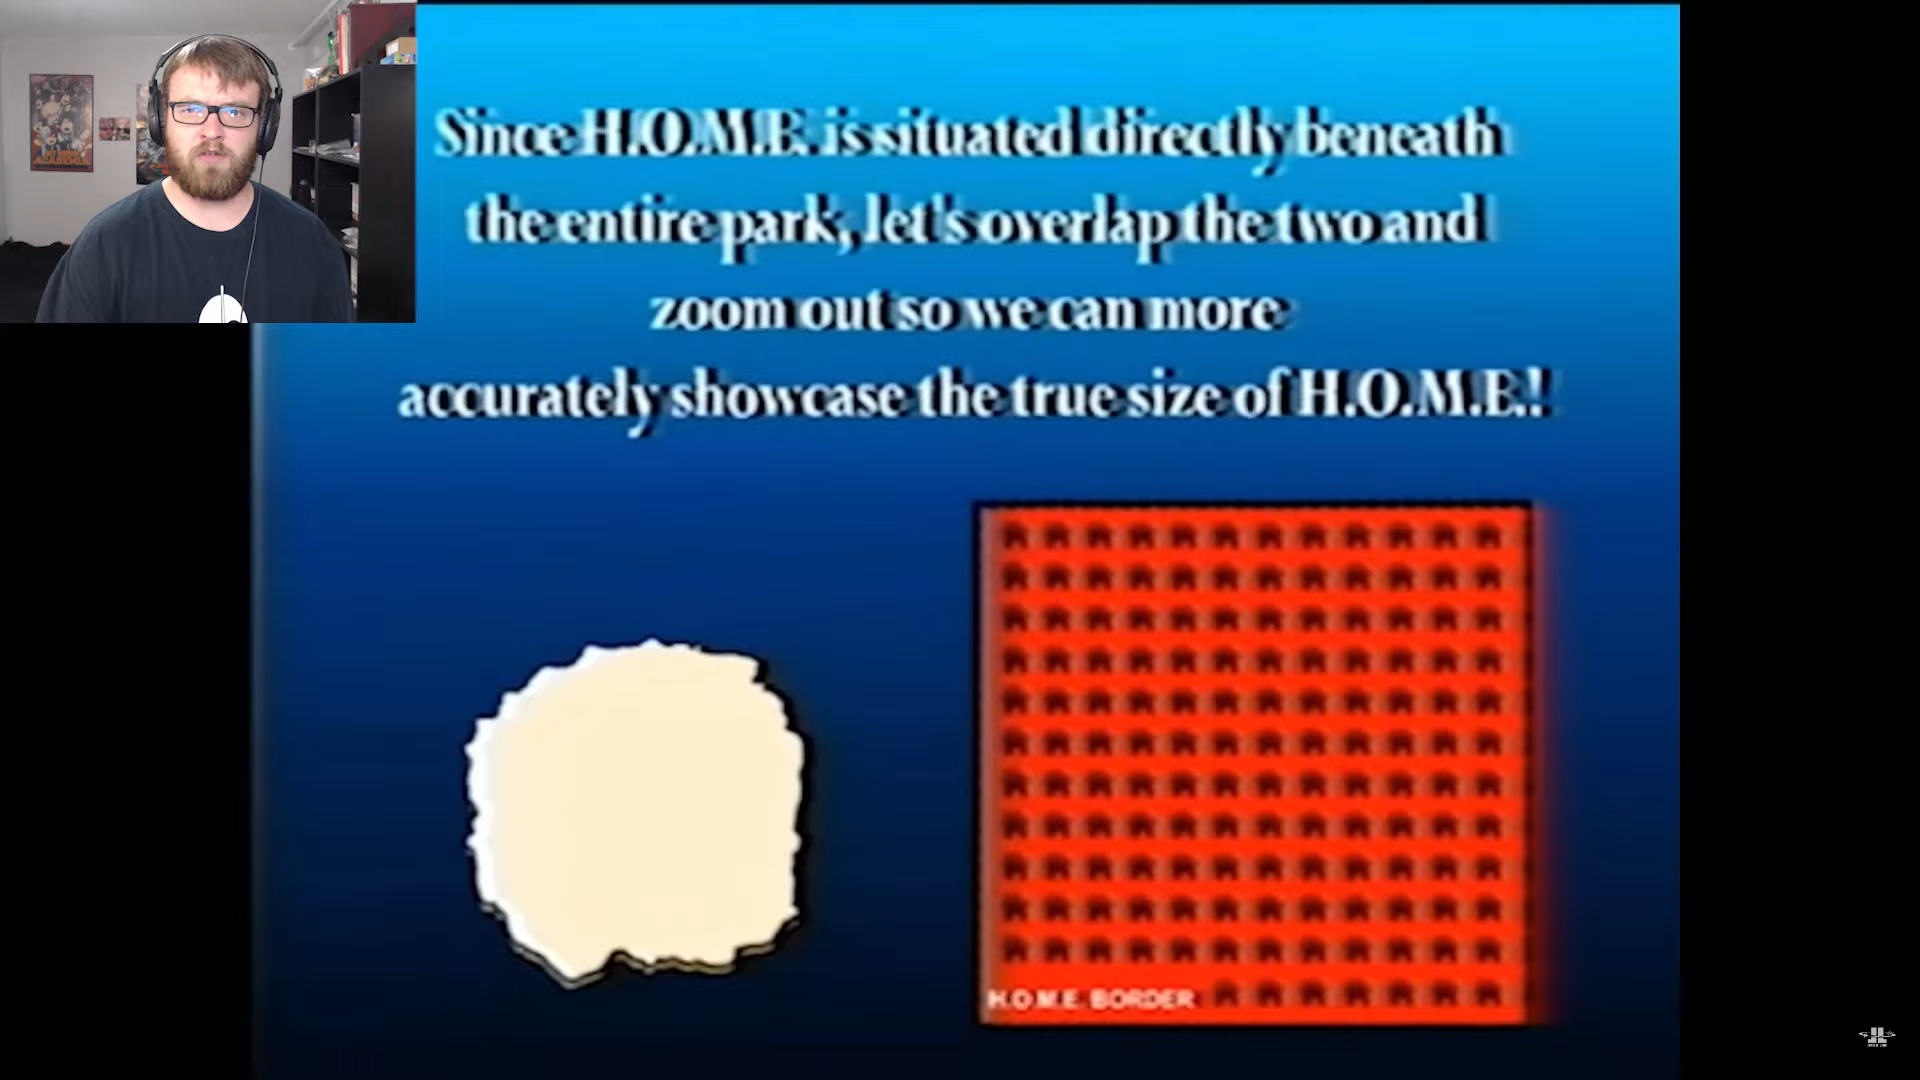 Since H.O.M.E. is situated directly beneath
the entire park, let's overlap the two and
zoom out so we can more
accurately showcase the true size of H.O.M.E.!
H.O.M.E. BORDER